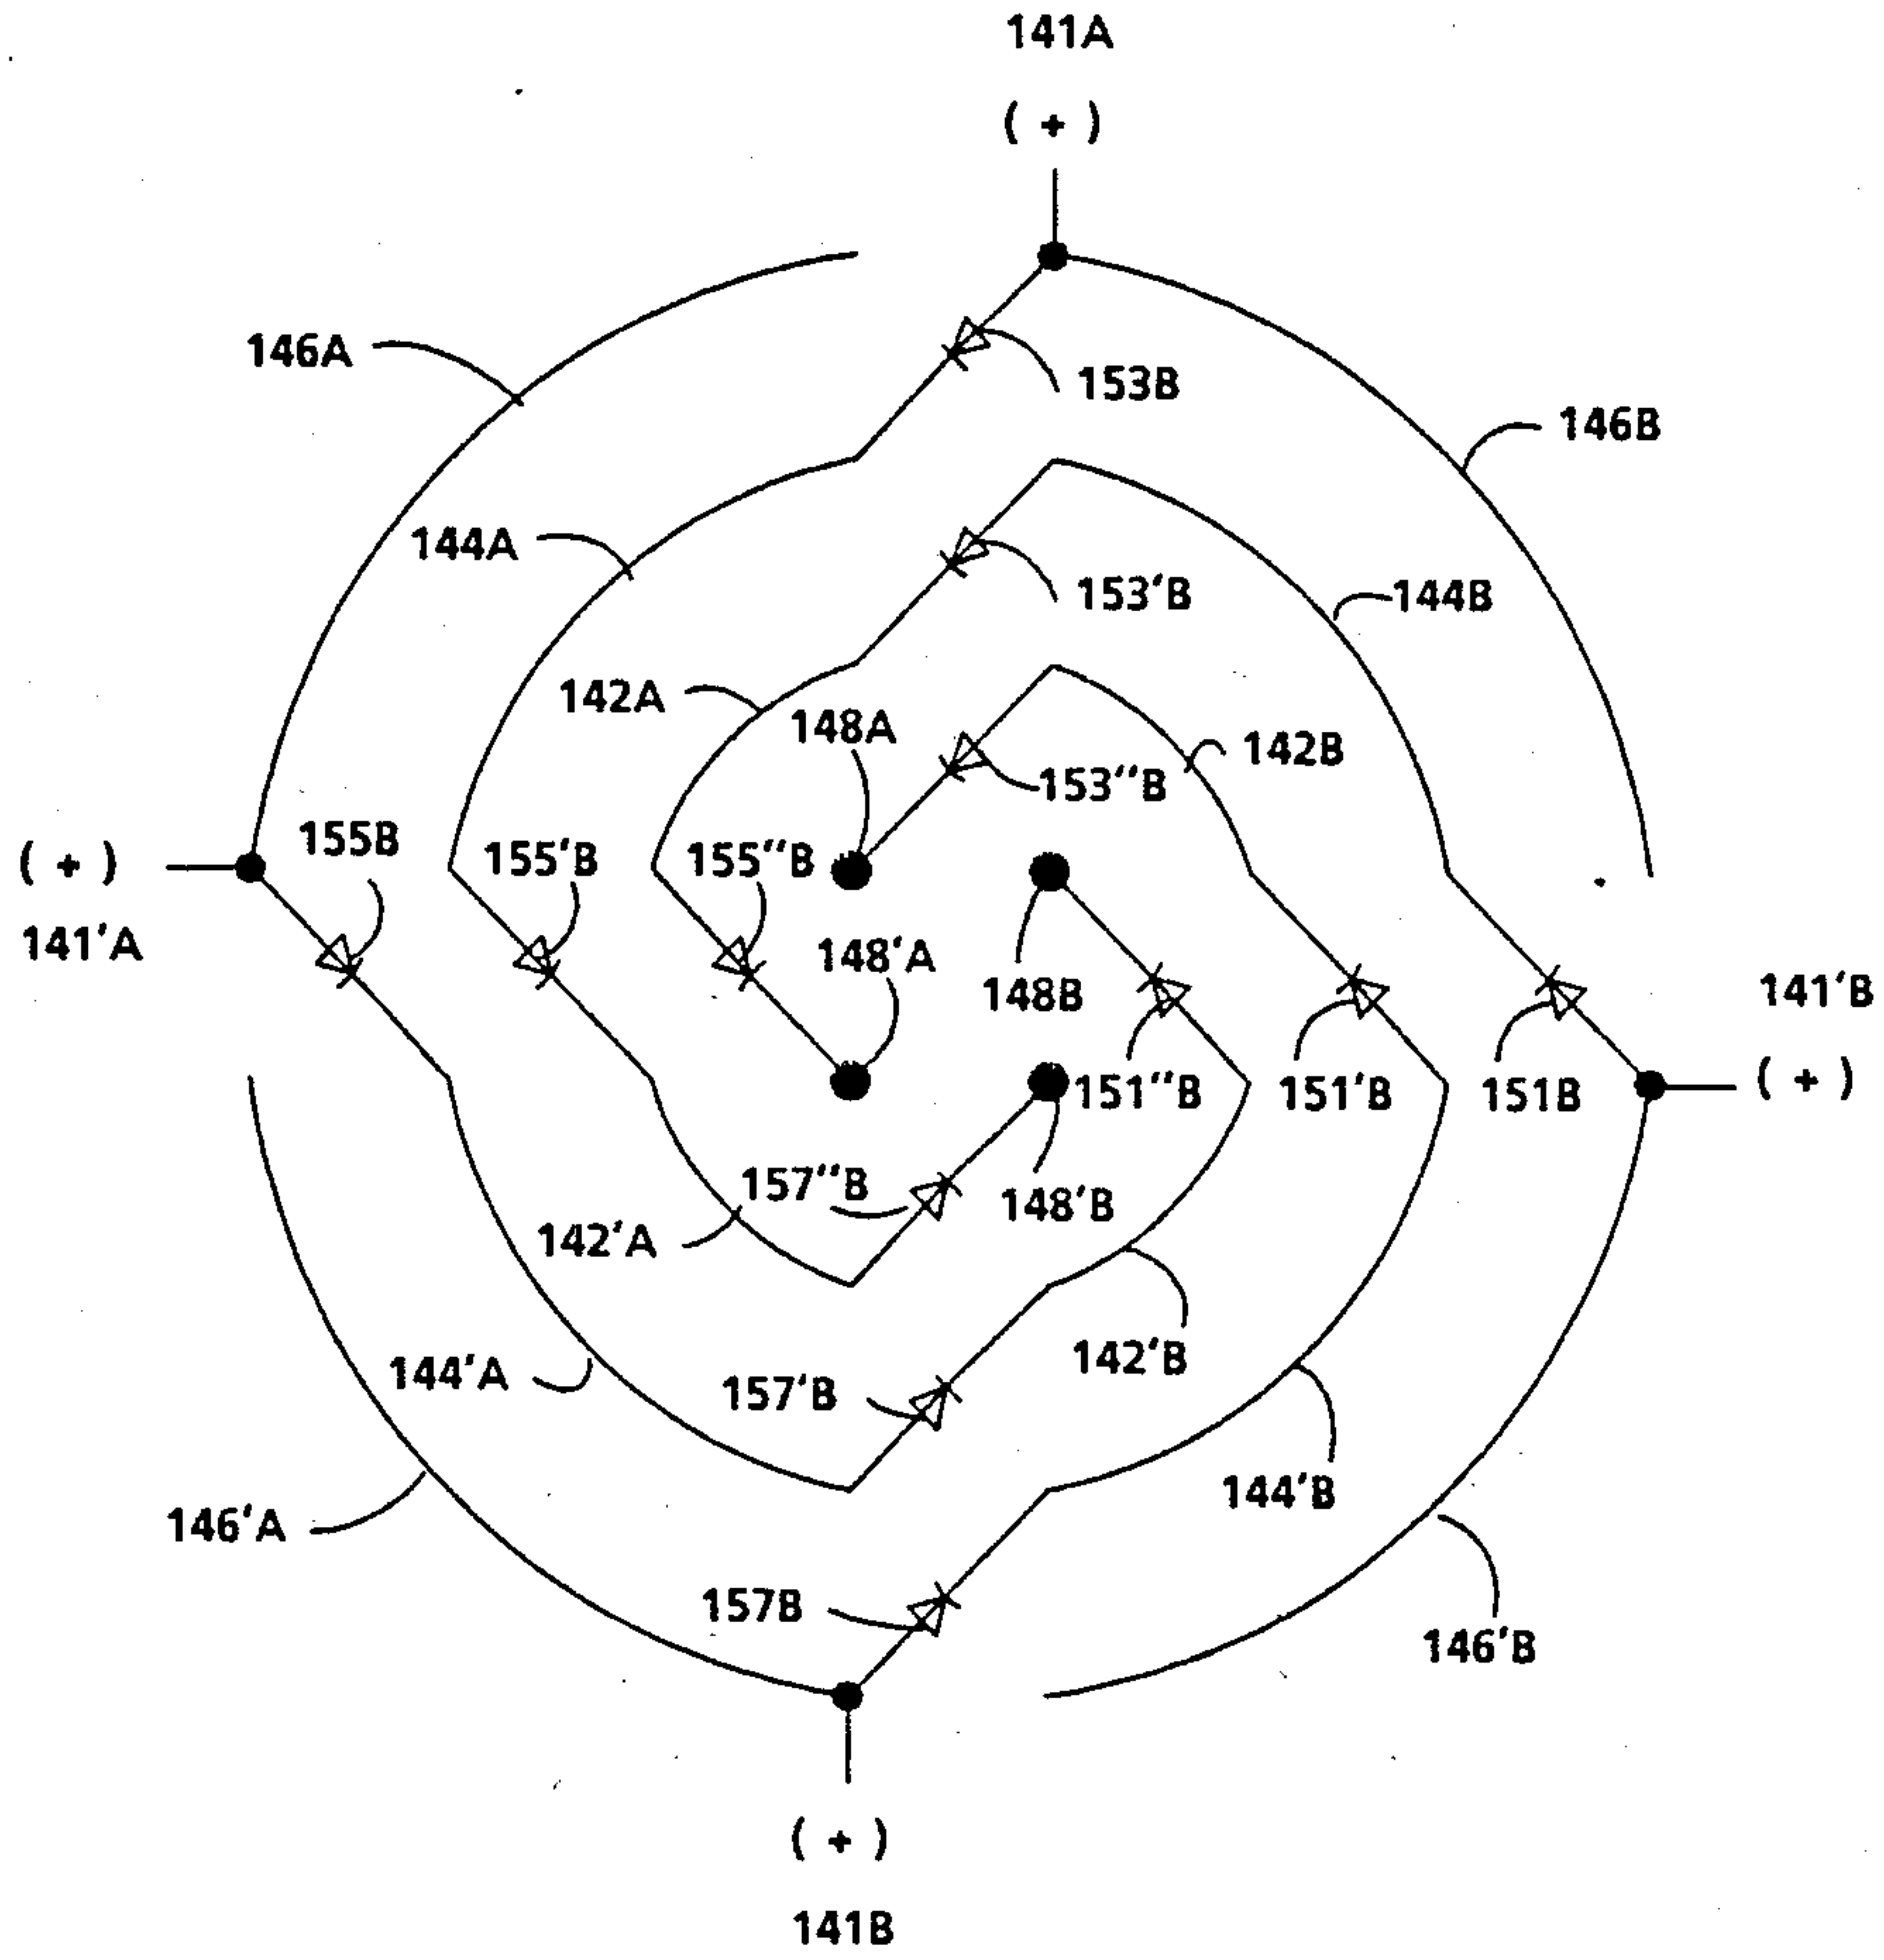 141A
( + )
146A
153B
146B
144A
153'B
144B
142A
148A
142B
153''B
155B
155'B
155''B
( + )
141'A
148'A
148B
141'B
151''B
151'B
151B
( + )
157''B
148'B
142'A
142'B
144'A
157'B
144'B
146'A
157B
146'B
( + )
141B